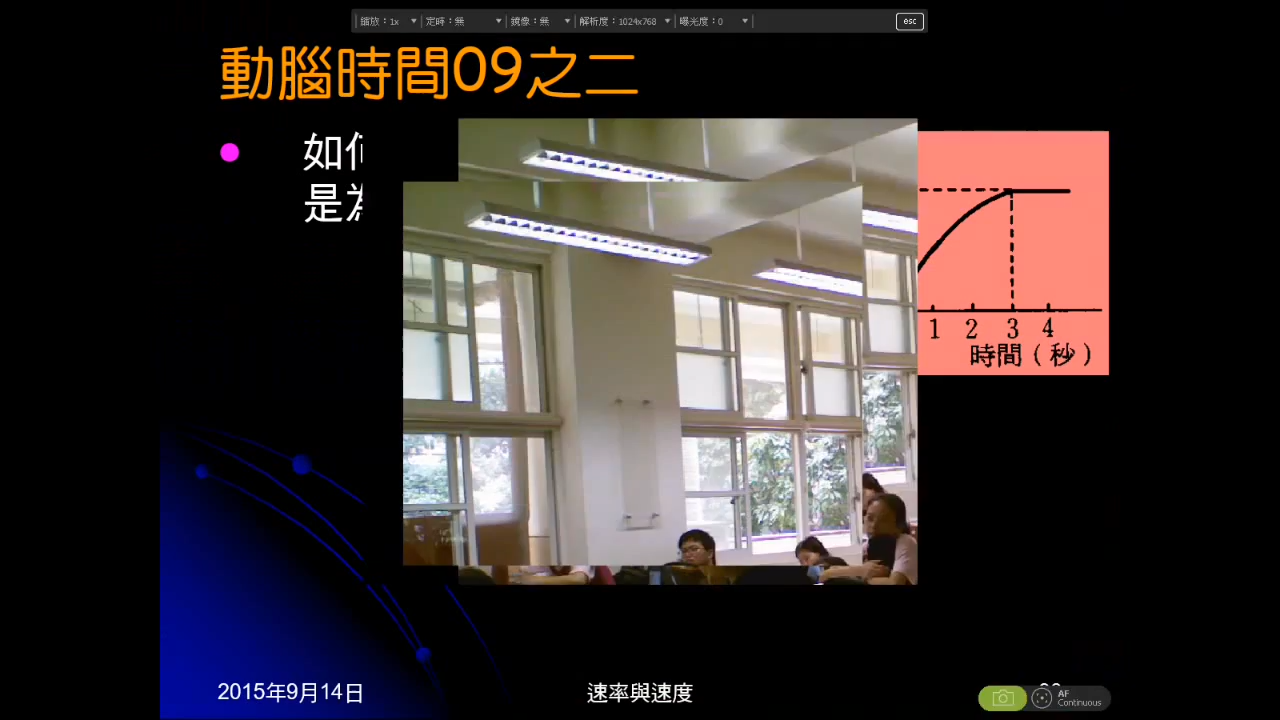 縮放：1x 定時：無 鏡像：無 解析度：1024x768 曝光度：0 esc
動腦時間09之二
如
是
1 2 3 4
時間（秒）
2015年9月14日
速率與速度
AF
Continuous